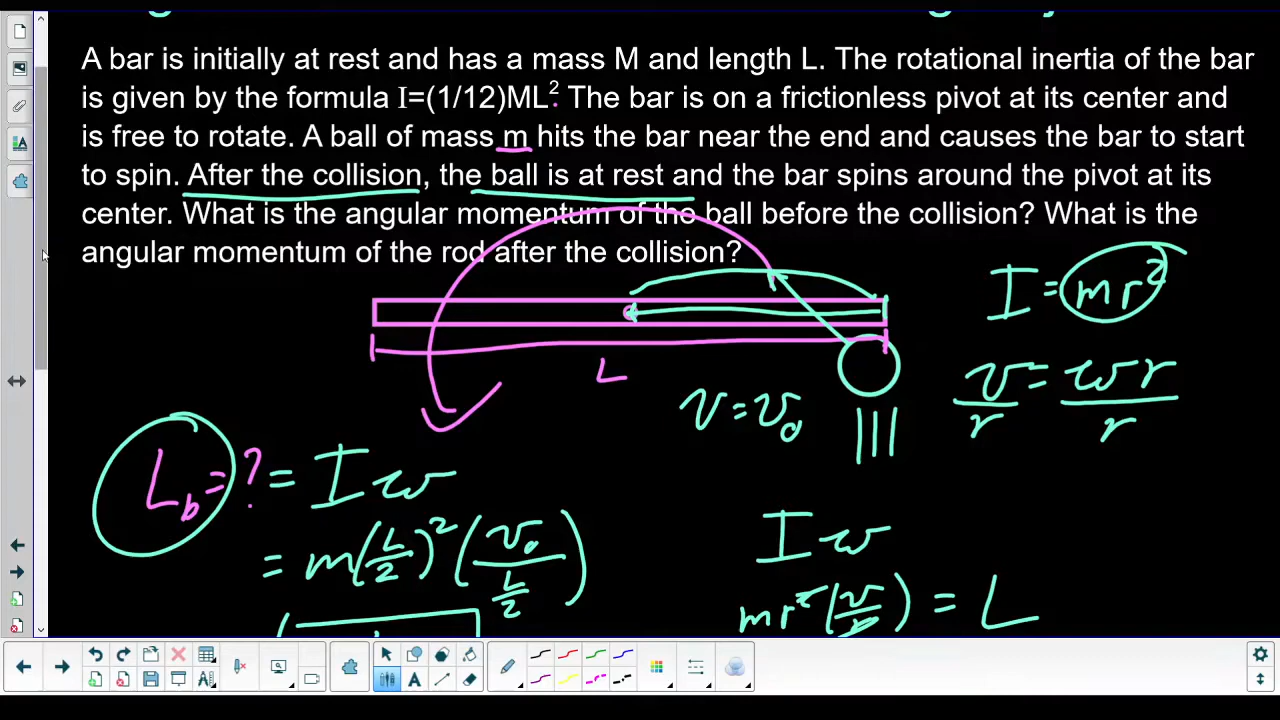 A bar is initially at rest and has a mass M and length L. The rotational inertia of the bar
is given by the formula I=(1/12)ML². The bar is on a frictionless pivot at its center and
is free to rotate. A ball of mass m hits the bar near the end and causes the bar to start
to spin. After the collision, the ball is at rest and the bar spins around the pivot at its
center. What is the angular momentum of the ball before the collision? What is the
angular momentum of the rod after the collision?
I = mr²
L
v = v₀
v/r = ωr/r
L_b = ? = Iω
= m(L/2)² (v₀/(L/2))
Iω
mr²(v/r) = L